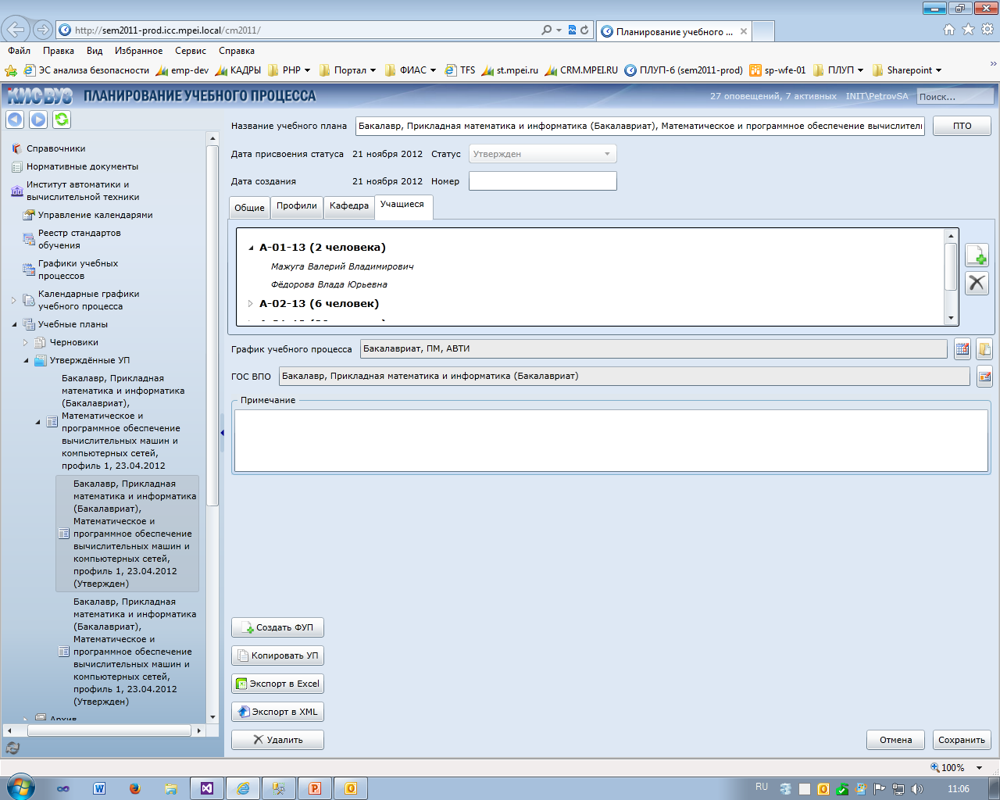 http://sem2011-prod.icc.mpei.local/cm2011/
Планирование учебного ...
Файл Правка Вид Избранное Сервис Справка
ЭС анализа безопасности emp-dev КАДРЫ PHP Портал ФИАС TFS st.mpei.ru CRM.MPEI.RU ПЛУП-6 (sem2011-prod) sp-wfe-01 ПЛУП Sharepoint
КИС ВУЗ ПЛАНИРОВАНИЕ УЧЕБНОГО ПРОЦЕССА
27 оповещений, 7 активных INIT\PetrovSA Поиск...
Справочники
Нормативные документы
Институт автоматики и
вычислительной техники
Управление календарями
Реестр стандартов
обучения
Графики учебных
процессов
Календарные графики
учебного процесса
Учебные планы
Черновики
Утверждённые УП
Бакалавр, Прикладная
математика и информатика
(Бакалавриат),
Математическое и
программное обеспечение
вычислительных машин и
компьютерных сетей,
профиль 1, 23.04.2012
Бакалавр, Прикладная
математика и информатика
(Бакалавриат),
Математическое и
программное обеспечение
вычислительных машин и
компьютерных сетей,
профиль 1, 23.04.2012
(Утвержден)
Бакалавр, Прикладная
математика и информатика
(Бакалавриат),
Математическое и
программное обеспечение
вычислительных машин и
компьютерных сетей,
профиль 1, 23.04.2012
(Утвержден)
Архив
Название учебного плана Бакалавр, Прикладная математика и информатика (Бакалавриат), Математическое и программное обеспечение вычислител ПТО
Дата присвоения статуса 21 ноября 2012 Статус Утвержден
Дата создания 21 ноября 2012 Номер
Общие Профили Кафедра Учащиеся
А-01-13 (2 человека)
Мажуга Валерий Владимирович
Фёдорова Влада Юрьевна
А-02-13 (6 человек)
График учебного процесса Бакалавриат, ПМ, АВТИ
ГОС ВПО Бакалавр, Прикладная математика и информатика (Бакалавриат)
Примечание
Создать ФУП
Копировать УП
Экспорт в Excel
Экспорт в XML
Удалить
Отмена Сохранить
100%
RU 11:06